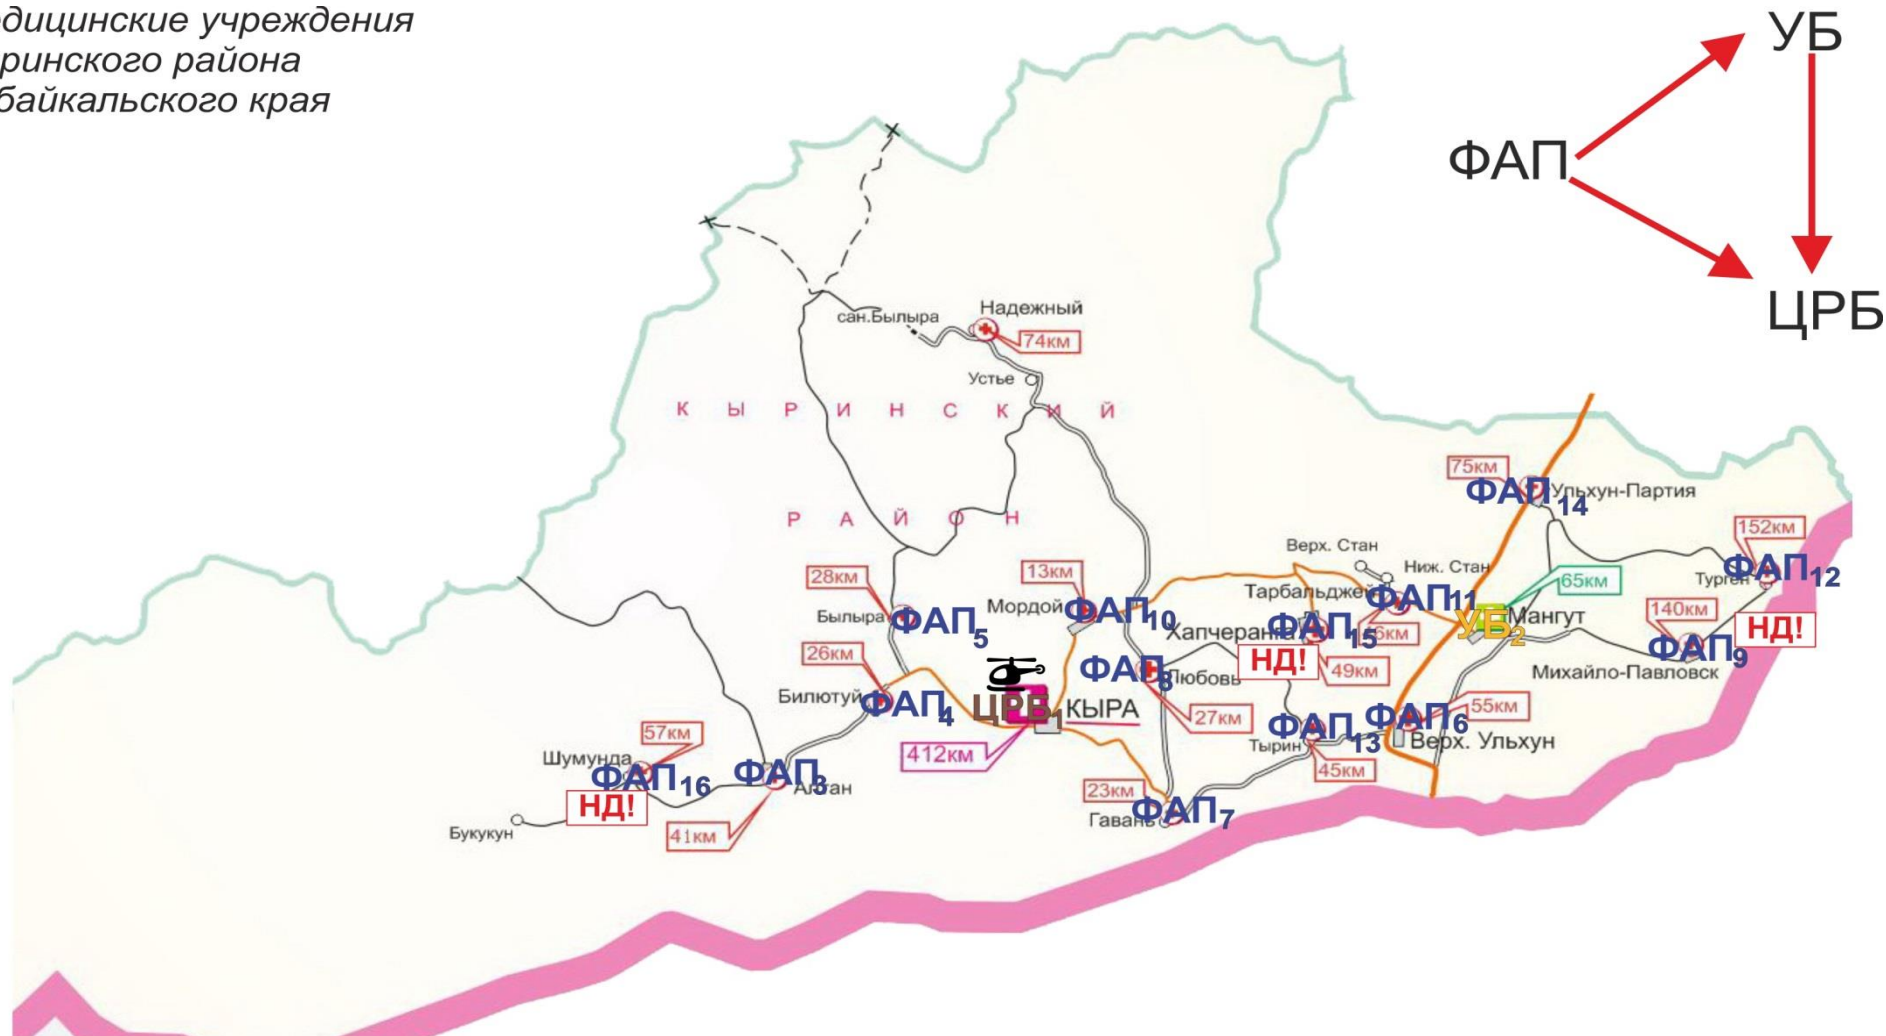 дицинские учреждения
ринского района
байкальского края
УБ
ФАП
ЦРБ
сан.Былыра
Надежный
74км
Устье
КЫРИНСКИЙ
РАЙОН
75км
ФАП14
Ульхун-Партия
152км
ФАП12
Турген
НД!
Верх. Стан
Ниж. Стан
65км
28км
13км
Былыра
ФАП5
Мордой
ФАП10
Тарбальджей
ФАП11
Хапчеранга
ФАП15
6км
УБ2
Мангут
140км
ФАП9
Михайло-Павловск
НД!
49км
26км
Билютуй
ФАП4
ЦРБ1
КЫРА
412км
ФАП8
Любовь
27км
Тырин
ФАП13
45км
ФАП6
55км
Верх. Ульхун
57км
Шумунда
ФАП16
НД!
ФАП3
Алтан
41км
Букукун
23км
Гавань
ФАП7